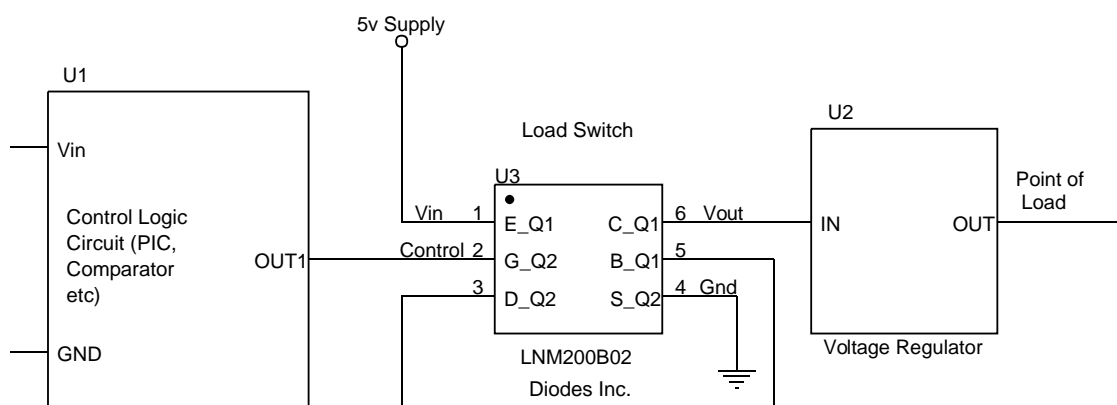 5v Supply
U1
Vin
Control Logic
Circuit (PIC,
Comparator
etc)
OUT1
GND
Load Switch
U3
Vin 1 E_Q1 C_Q1 6 Vout
Control 2 G_Q2 B_Q1 5
3 D_Q2 S_Q2 4 Gnd
LNM200B02
Diodes Inc.
U2
IN
OUT
Voltage Regulator
Point of
Load